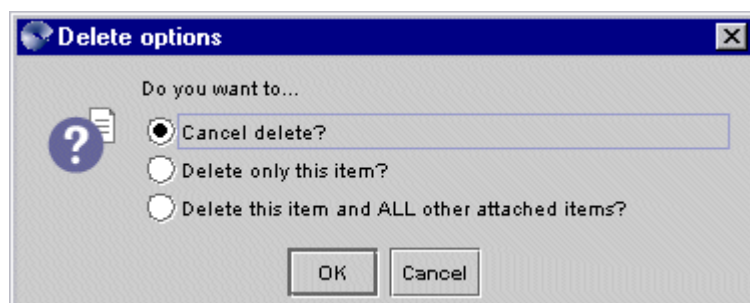 Delete options
Do you want to...
Cancel delete?
Delete only this item?
Delete this item and ALL other attached items?
OK Cancel